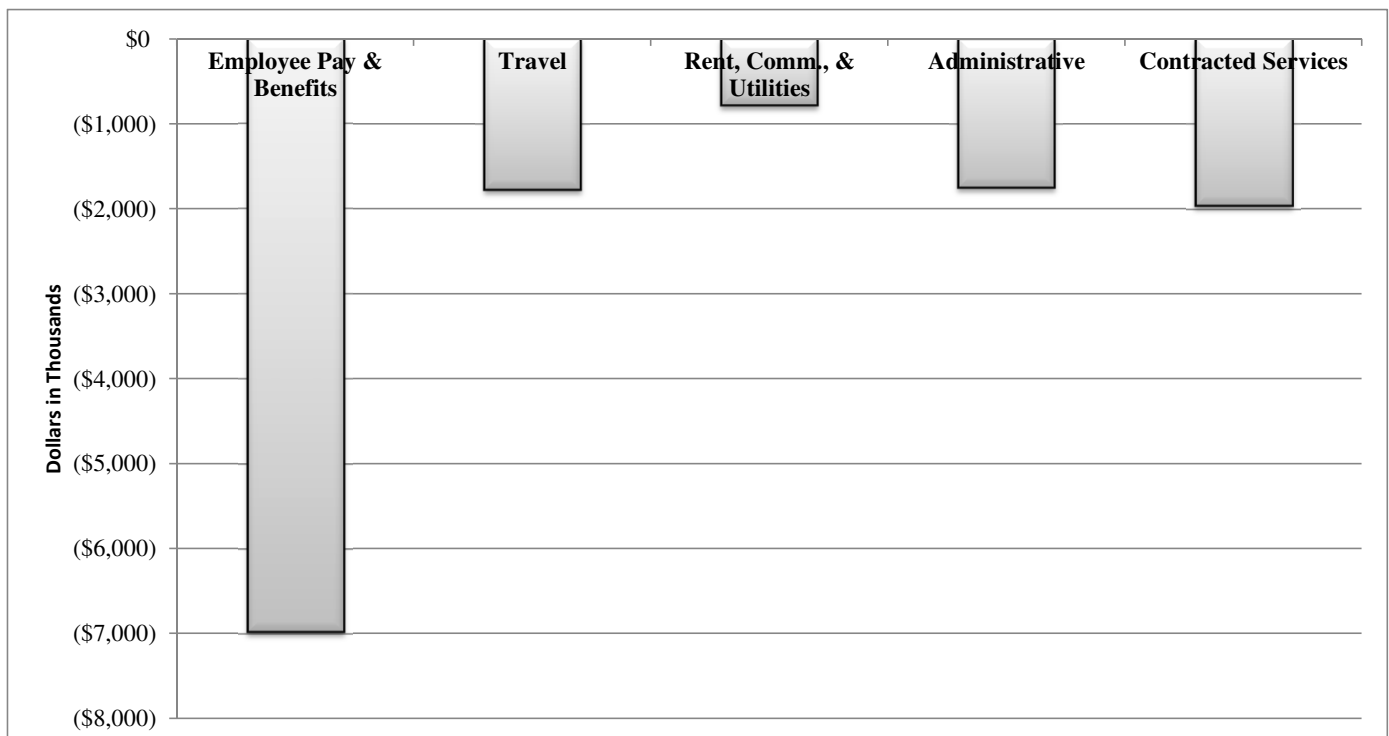 $0
Employee Pay &
Benefits
Travel
Rent, Comm., &
Utilities
Administrative
Contracted Services
($1,000)
($2,000)
($3,000)
($4,000)
($5,000)
($6,000)
($7,000)
($8,000)
Dollars in Thousands